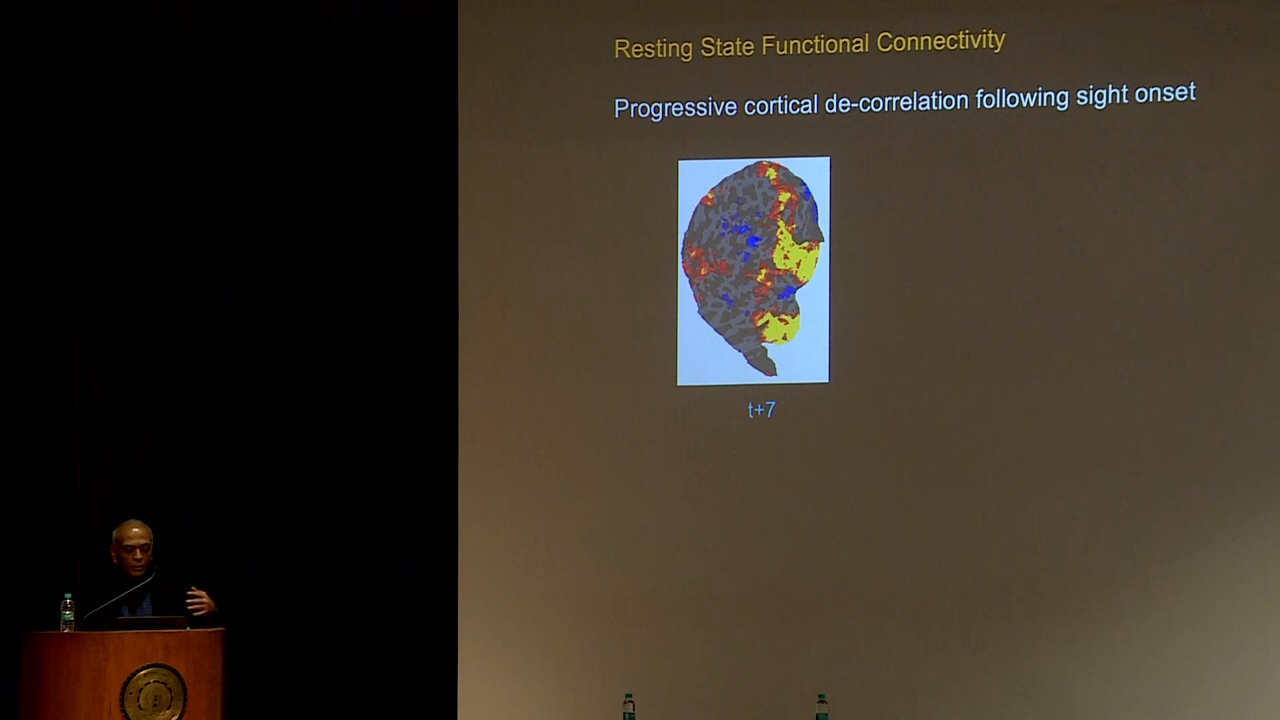 Resting State Functional Connectivity
Progressive cortical de-correlation following sight onset
t+7